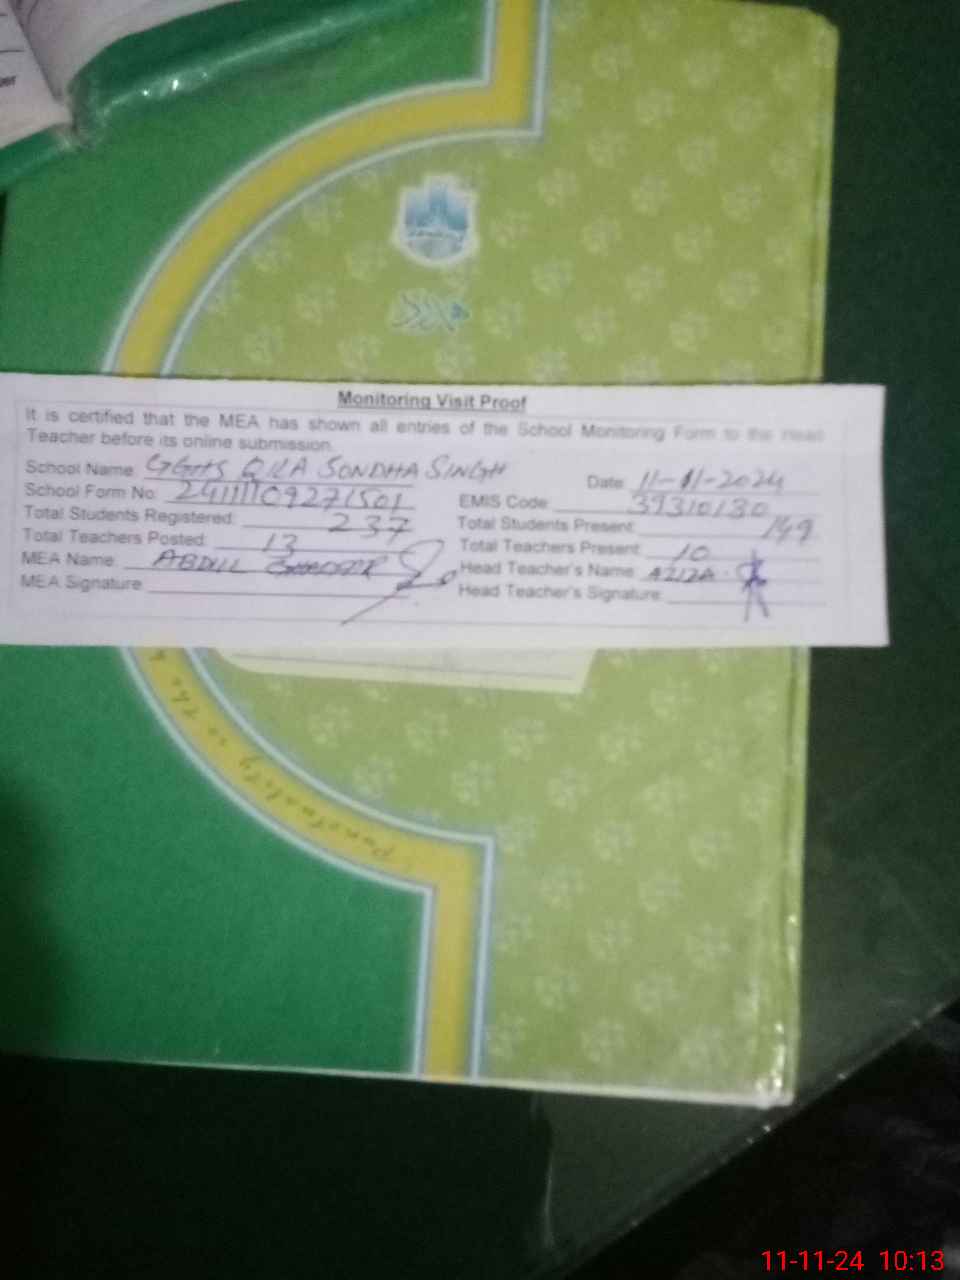 Monitoring Visit Proof
It is certified that the MEA has shown all entries of the School Monitoring Form to the Head
Teacher before its online submission.
School Name: GGHS QILA SONDHA SINGH Date: 11-11-2024
School Form No: EMIS Code: 39310130
Total Students Registered: 237 Total Students Present: 149
Total Teachers Posted: 13 Total Teachers Present: 10
MEA Name: ABDUL Head Teacher's Name: AZIZA
MEA Signature Head Teacher's Signature
Punctuality is the
11-11-24 10:13